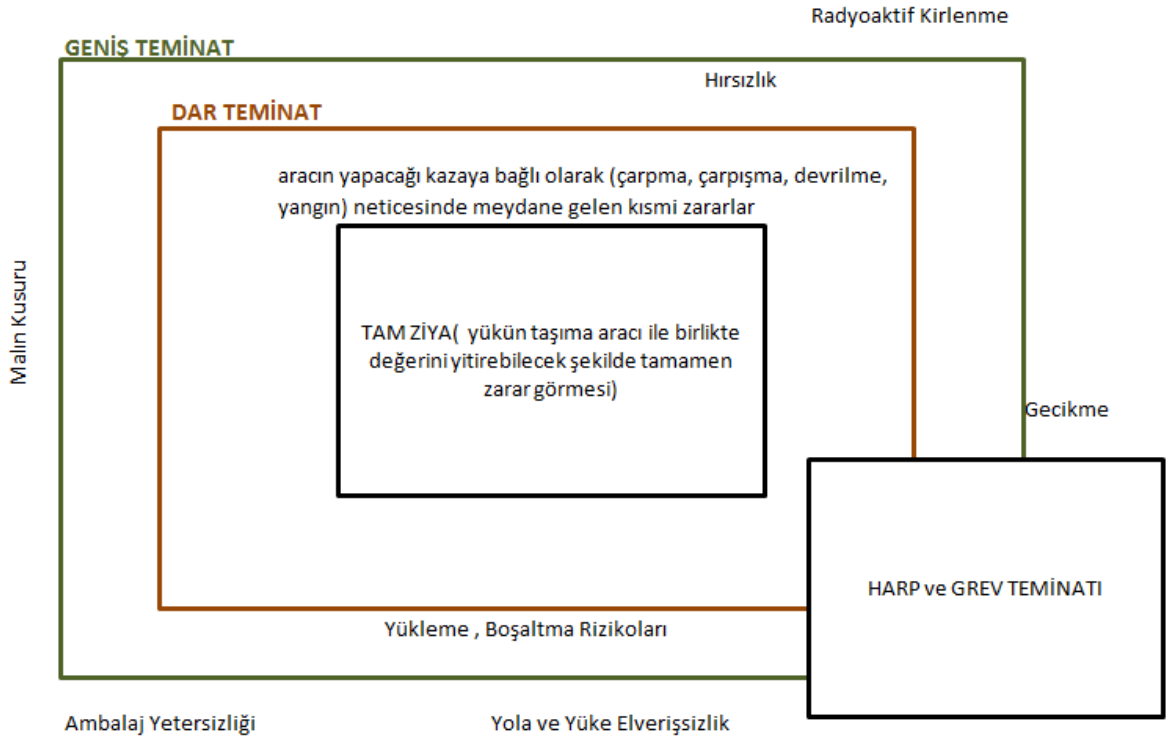 Radyoaktif Kirlenme
GENİŞ TEMİNAT
Hırsızlık
DAR TEMİNAT
aracın yapacağı kazaya bağlı olarak (çarpma, çarpışma, devrilme,
yangın) neticesinde meydane gelen kısmi zararlar
Malın Kusuru
TAM ZİYA( yükün taşıma aracı ile birlikte
değerini yitirebilecek şekilde tamamen
zarar görmesi)
Gecikme
HARP ve GREV TEMİNATI
Yükleme , Boşaltma Rizikoları
Ambalaj Yetersizliği
Yola ve Yüke Elverişsizlik